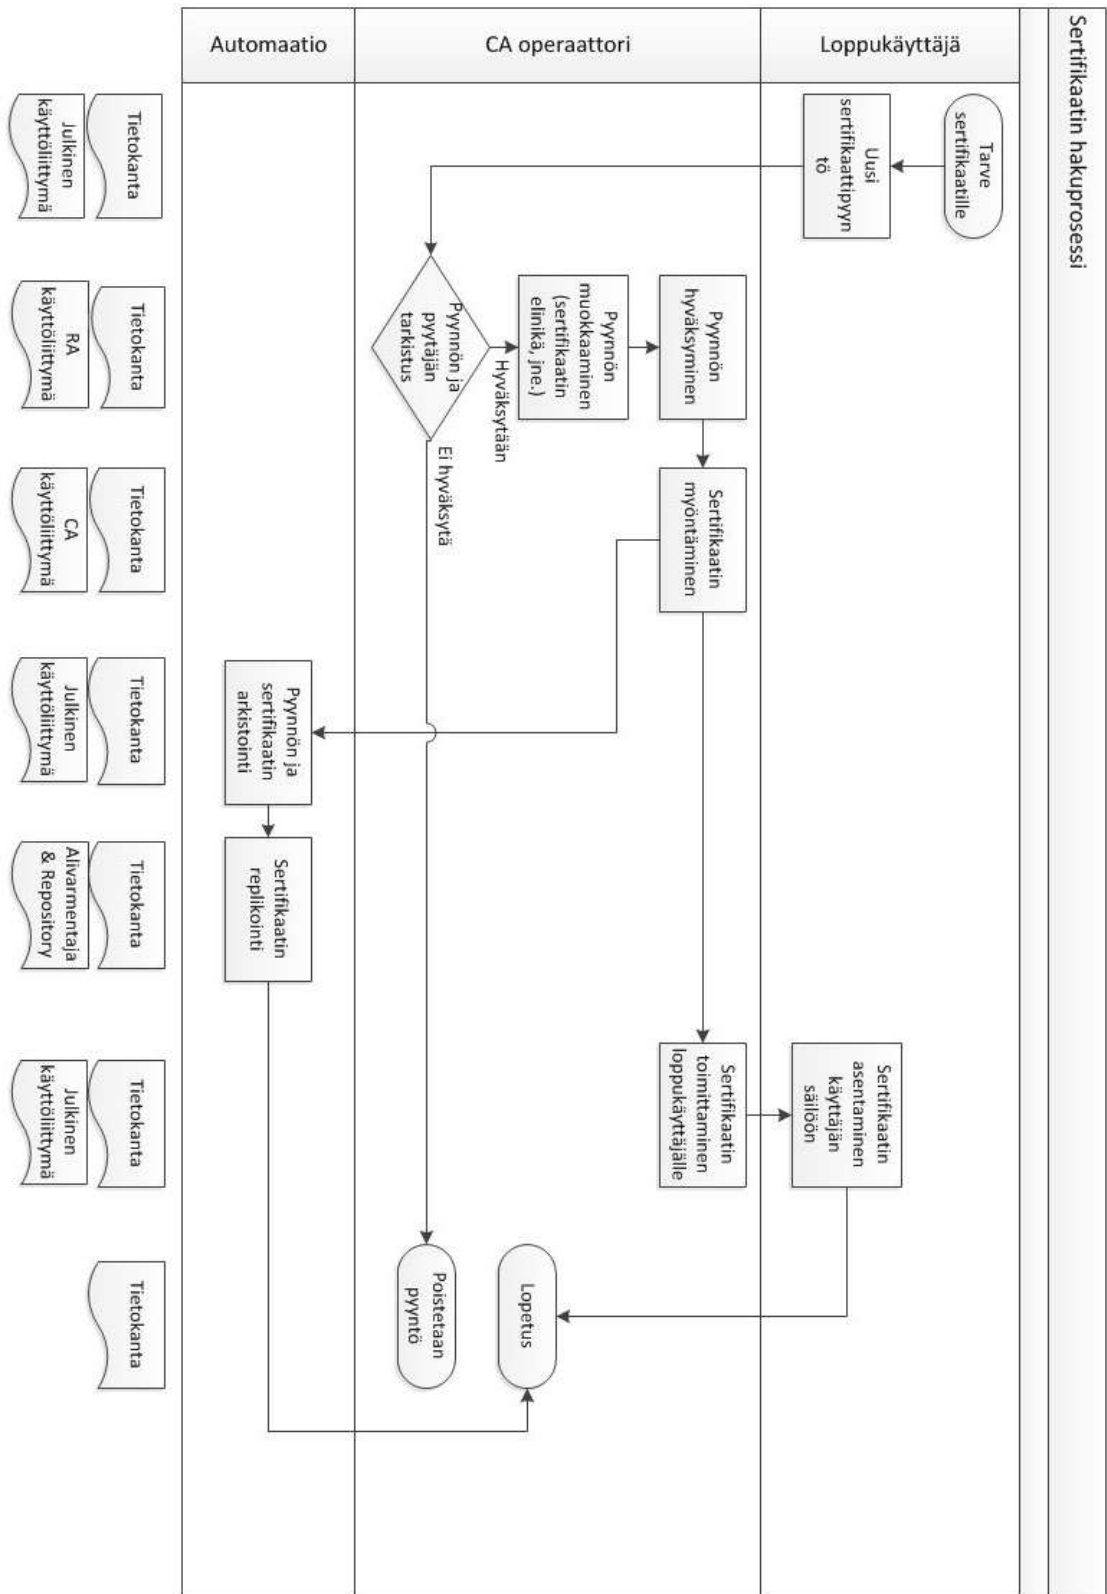 Sertifikaatin hakuprosessi
Loppukäyttäjä
CA operaattori
Automaatio
Tarve
sertifikaatille
Uusi
sertifikaattipyyn
tö
Pyynnön ja
pyytäjän
tarkistus
Hyväksytään
Ei hyväksytä
Pyynnön
muokkaaminen
(sertifikaatin
elinikä, jne.)
Pyynnön
hyväksyminen
Sertifikaatin
myöntäminen
Pyynnön ja
sertifikaatin
arkistointi
Sertifikaatin
replikointi
Sertifikaatin
toimittaminen
loppukäyttäjälle
Sertifikaatin
asentaminen
käyttäjän
säilöön
Lopetus
Poistetaan
pyyntö
Tietokanta
Julkinen
käyttöliittymä
Tietokanta
RA
käyttöliittymä
Tietokanta
CA
käyttöliittymä
Tietokanta
Julkinen
käyttöliittymä
Tietokanta
Alivarmentaja
& Repository
Tietokanta
Julkinen
käyttöliittymä
Tietokanta